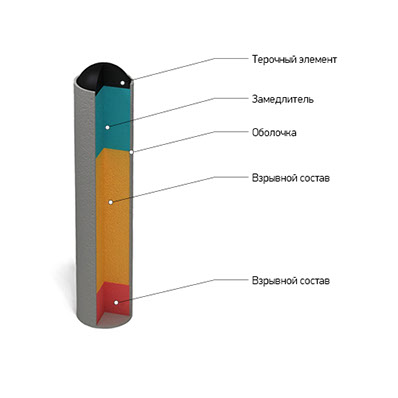 Терочный элемент
Замедлитель
Оболочка
Взрывной состав
Взрывной состав